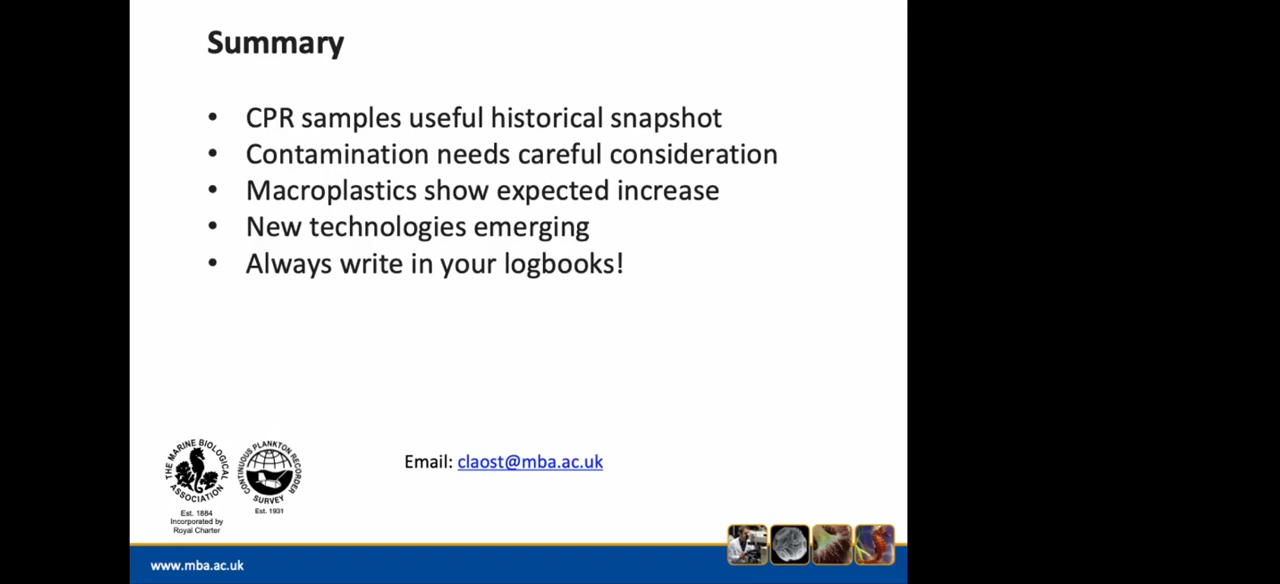 Summary
• CPR samples useful historical snapshot
• Contamination needs careful consideration
• Macroplastics show expected increase
• New technologies emerging
• Always write in your logbooks!
THE MARINE BIOLOGICAL ASSOCIATION
Est. 1884
Incorporated by
Royal Charter
CONTINUOUS PLANKTON RECORDER SURVEY
Est. 1931
Email: claost@mba.ac.uk
www.mba.ac.uk